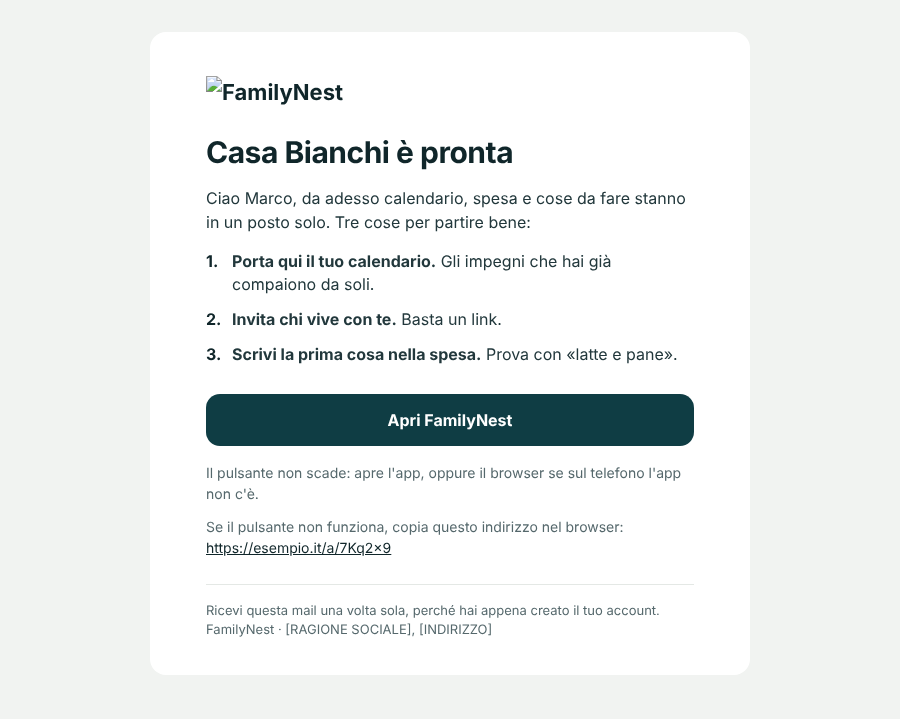 FamilyNest
Casa Bianchi è pronta
Ciao Marco, da adesso calendario, spesa e cose da fare stanno
in un posto solo. Tre cose per partire bene:
1. Porta qui il tuo calendario. Gli impegni che hai già
compaiono da soli.
2. Invita chi vive con te. Basta un link.
3. Scrivi la prima cosa nella spesa. Prova con «latte e pane».
Apri FamilyNest
Il pulsante non scade: apre l'app, oppure il browser se sul telefono l'app
non c'è.
Se il pulsante non funziona, copia questo indirizzo nel browser:
https://esempio.it/a/7Kq2×9
Ricevi questa mail una volta sola, perché hai appena creato il tuo account.
FamilyNest · [RAGIONE SOCIALE], [INDIRIZZO]